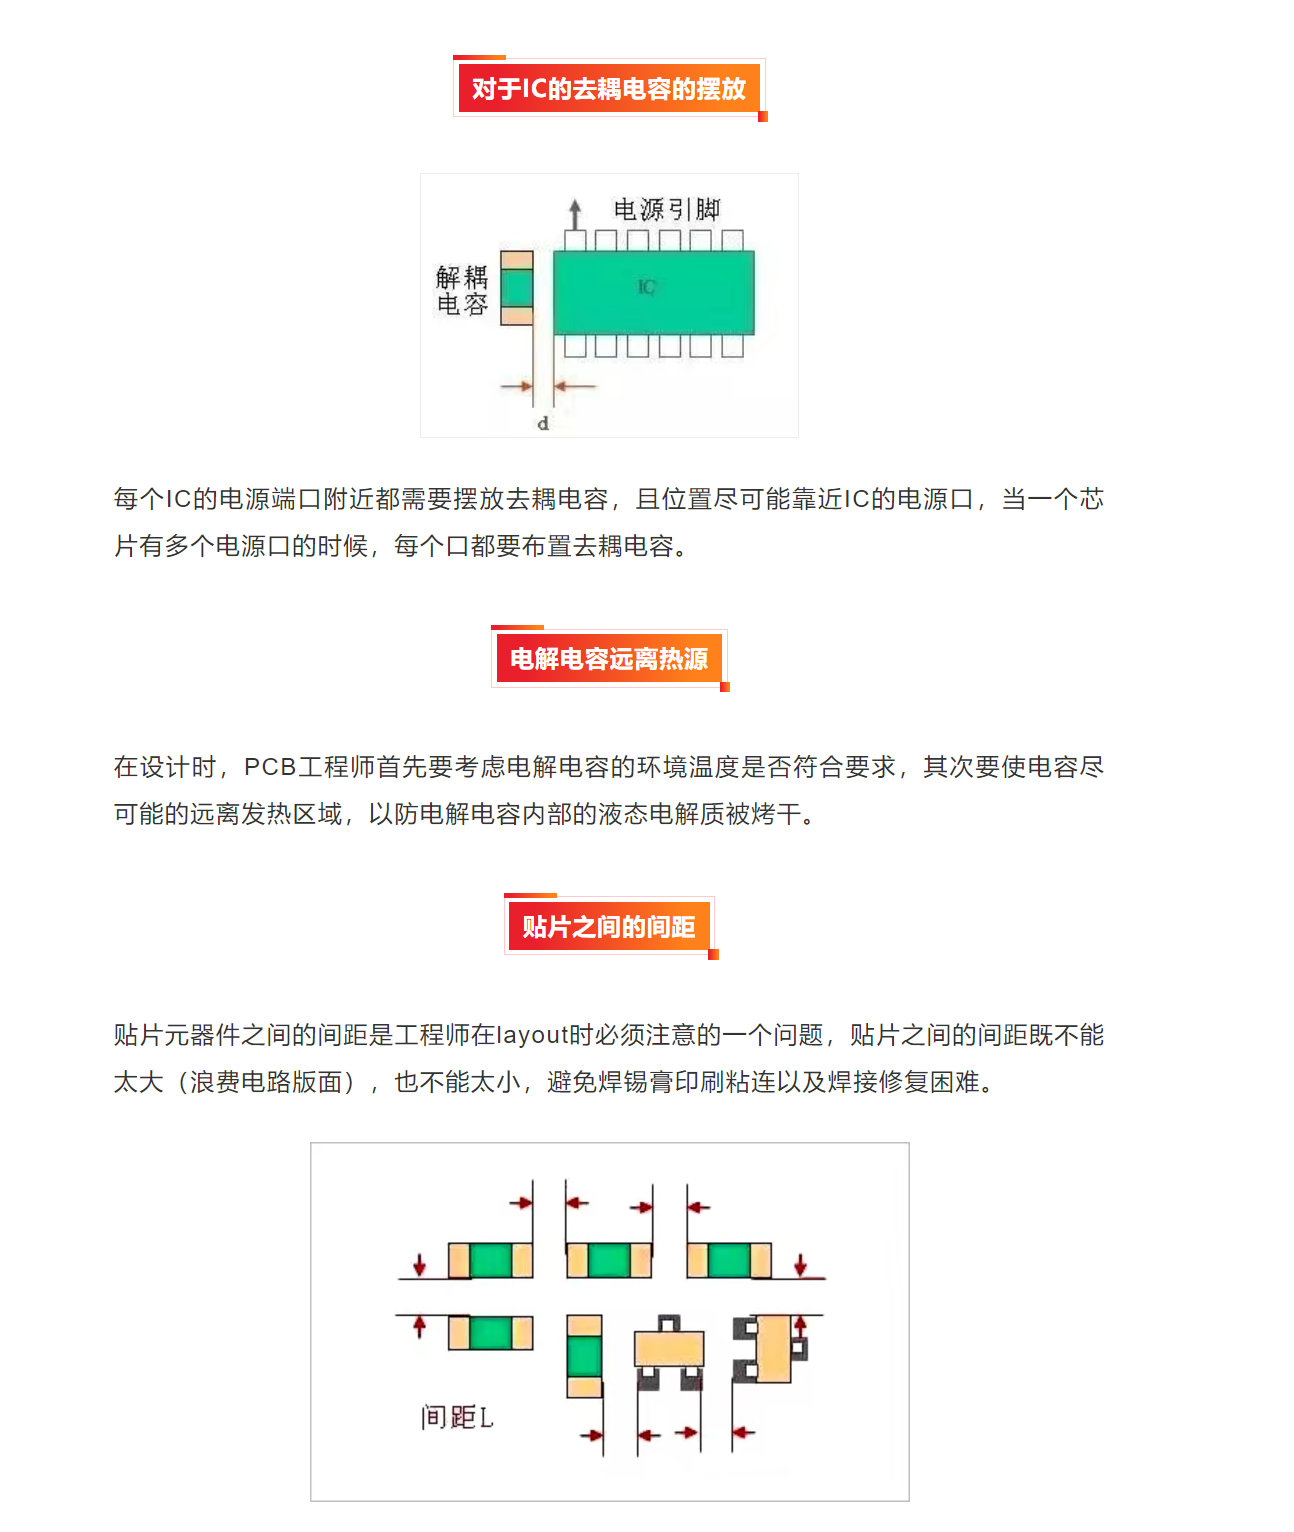 对于IC的去耦电容的摆放
电源引脚
解耦
电容
IC
d
每个IC的电源端口附近都需要摆放去耦电容，且位置尽可能靠近IC的电源口，当一个芯
片有多个电源口的时候，每个口都要布置去耦电容。
电解电容远离热源
在设计时，PCB工程师首先要考虑电解电容的环境温度是否符合要求，其次要使电容尽
可能的远离发热区域，以防电解电容内部的液态电解质被烤干。
贴片之间的间距
贴片元器件之间的间距是工程师在layout时必须注意的一个问题，贴片之间的间距既不能
太大（浪费电路版面），也不能太小，避免焊锡膏印刷粘连以及焊接修复困难。
间距L